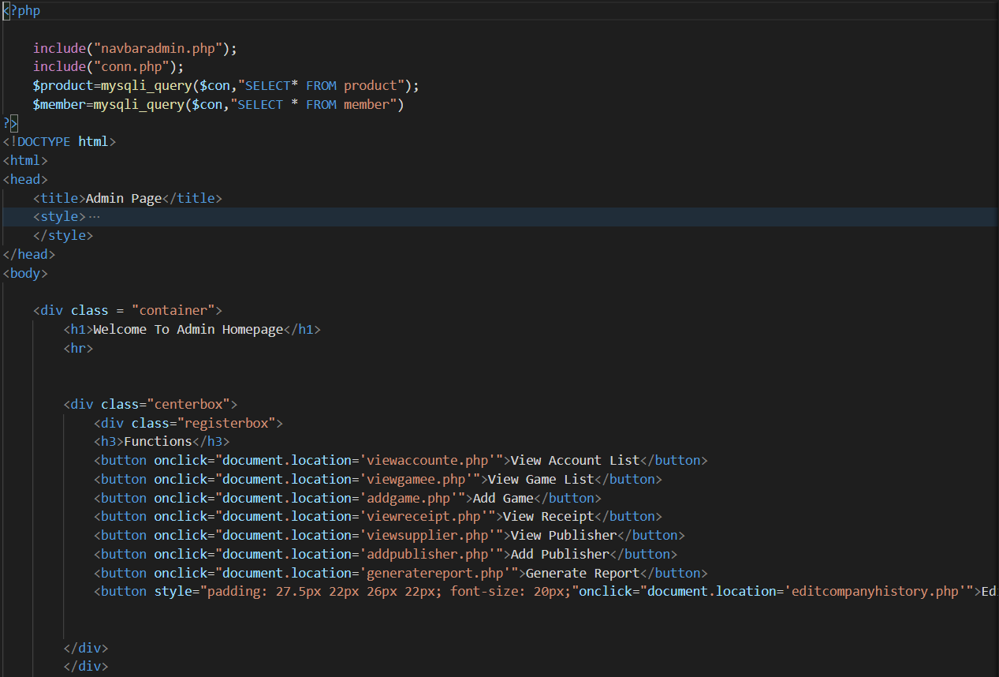 <?php
include("navbaradmin.php");
include("conn.php");
$product=mysqli_query($con,"SELECT* FROM product");
$member=mysqli_query($con,"SELECT * FROM member")
?>
<!DOCTYPE html>
<html>
<head>
<title>Admin Page</title>
<style>···
</style>
</head>
<body>
<div class = "container">
<h1>Welcome To Admin Homepage</h1>
<hr>
<div class="centerbox">
<div class="registerbox">
<h3>Functions</h3>
<button onclick="document.location='viewaccounte.php'">View Account List</button>
<button onclick="document.location='viewgamee.php'">View Game List</button>
<button onclick="document.location='addgame.php'">Add Game</button>
<button onclick="document.location='viewreceipt.php'">View Receipt</button>
<button onclick="document.location='viewsupplier.php'">View Publisher</button>
<button onclick="document.location='addpublisher.php'">Add Publisher</button>
<button onclick="document.location='generatereport.php'">Generate Report</button>
<button style="padding: 27.5px 22px 26px 22px; font-size: 20px;"onclick="document.location='editcompanyhistory.php'">Ed
</div>
</div>